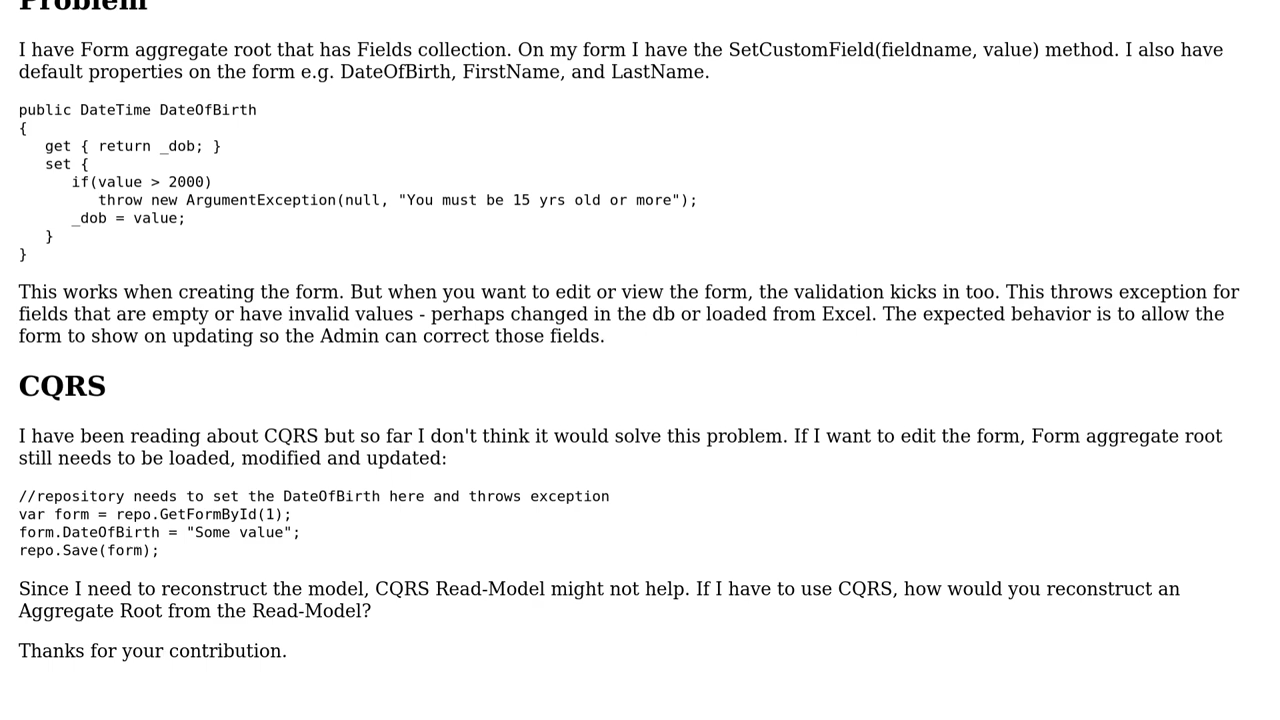 Problem
I have Form aggregate root that has Fields collection. On my form I have the SetCustomField(fieldname, value) method. I also have
default properties on the form e.g. DateOfBirth, FirstName, and LastName.
public DateTime DateOfBirth
{
   get { return _dob; }
   set {
      if(value > 2000)
         throw new ArgumentException(null, "You must be 15 yrs old or more");
      _dob = value;
   }
}
This works when creating the form. But when you want to edit or view the form, the validation kicks in too. This throws exception for
fields that are empty or have invalid values - perhaps changed in the db or loaded from Excel. The expected behavior is to allow the
form to show on updating so the Admin can correct those fields.
CQRS
I have been reading about CQRS but so far I don't think it would solve this problem. If I want to edit the form, Form aggregate root
still needs to be loaded, modified and updated:
//repository needs to set the DateOfBirth here and throws exception
var form = repo.GetFormById(1);
form.DateOfBirth = "Some value";
repo.Save(form);
Since I need to reconstruct the model, CQRS Read-Model might not help. If I have to use CQRS, how would you reconstruct an
Aggregate Root from the Read-Model?
Thanks for your contribution.